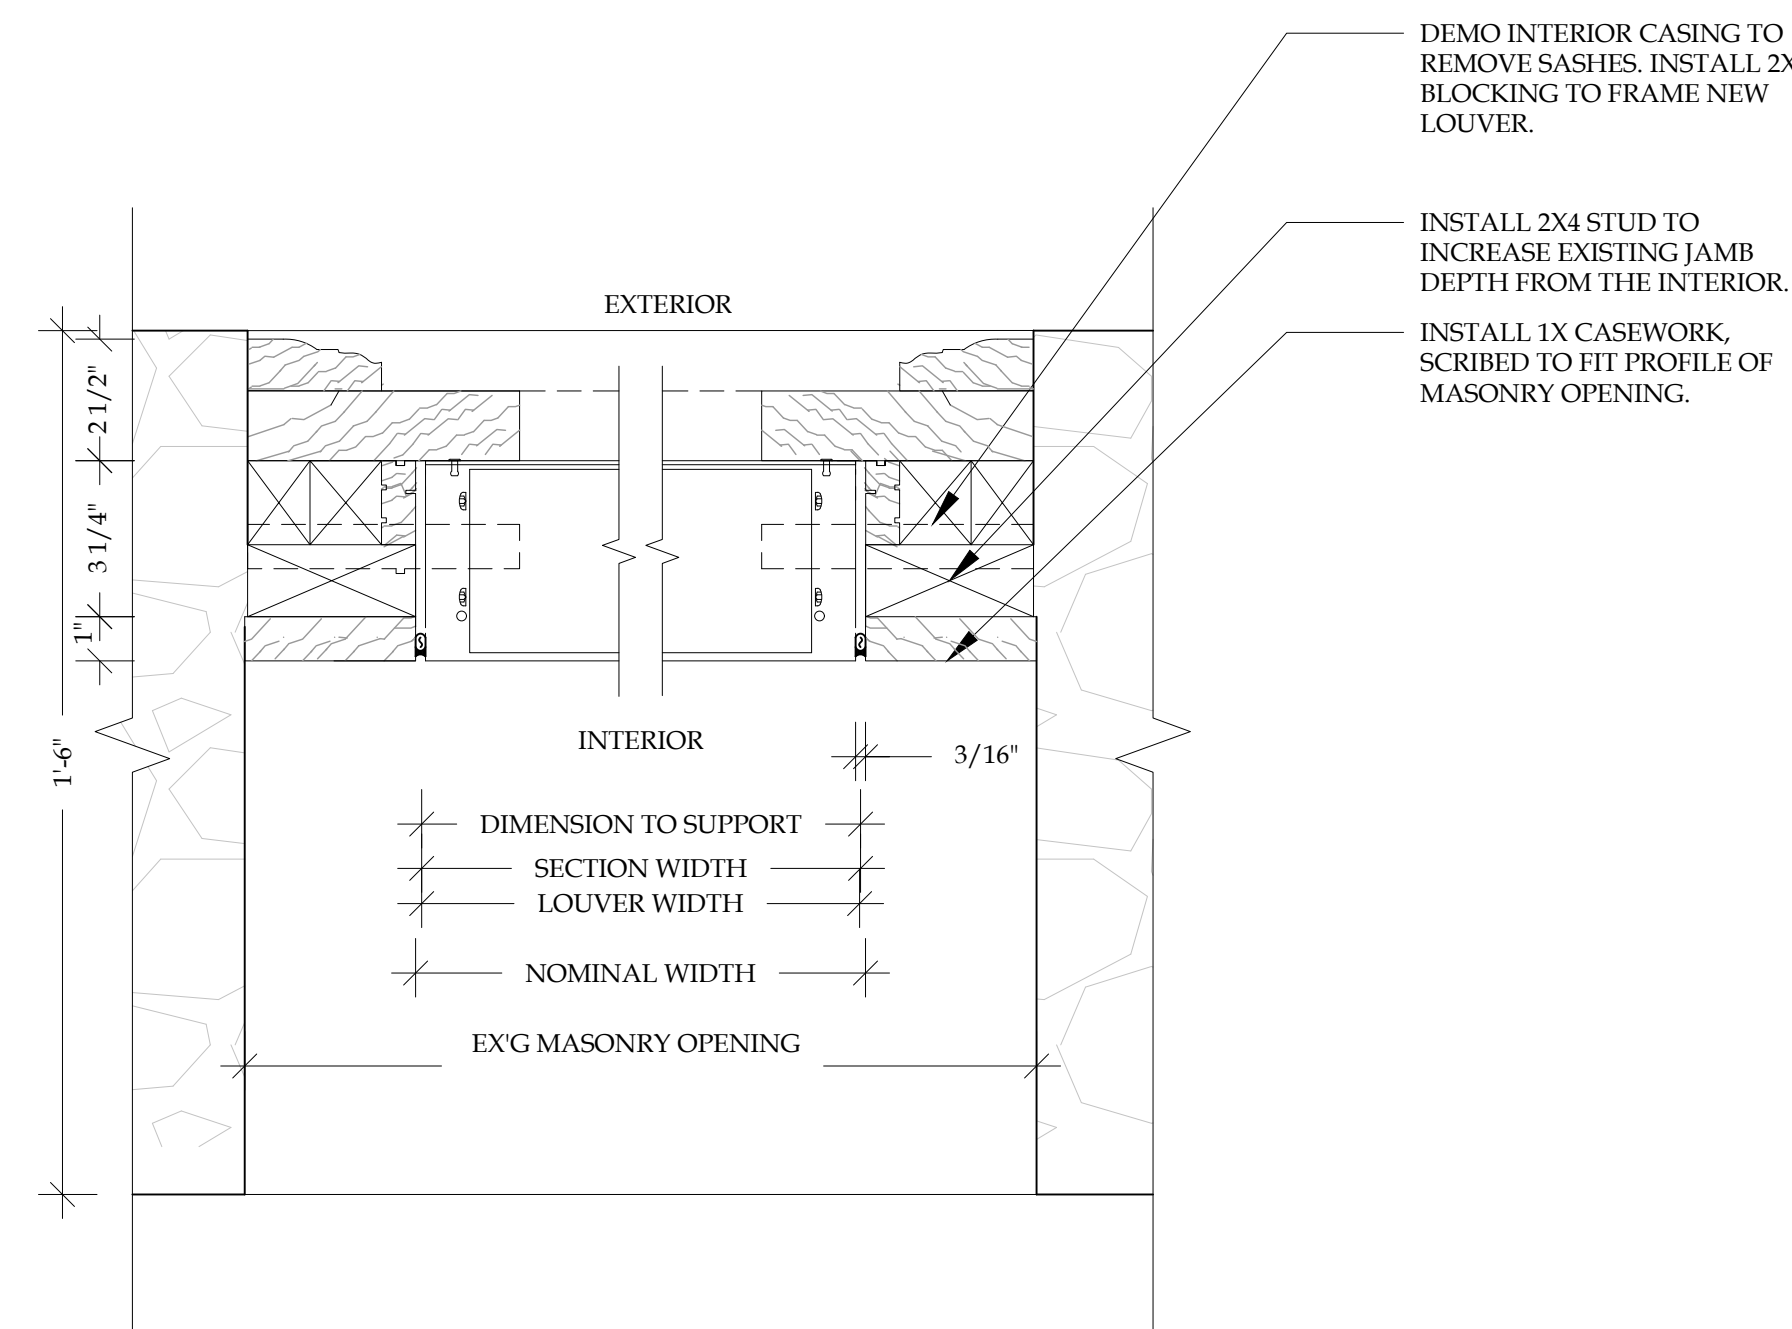 DEMO INTERIOR CASING TO
REMOVE SASHES. INSTALL 2X
BLOCKING TO FRAME NEW
LOUVER.
INSTALL 2X4 STUD TO
INCREASE EXISTING JAMB
DEPTH FROM THE INTERIOR.
INSTALL 1X CASEWORK,
SCRIBED TO FIT PROFILE OF
MASONRY OPENING.
EXTERIOR
2 1/2"
3 1/4"
1"
1'-6"
INTERIOR
3/16"
DIMENSION TO SUPPORT
SECTION WIDTH
LOUVER WIDTH
NOMINAL WIDTH
EX'G MASONRY OPENING